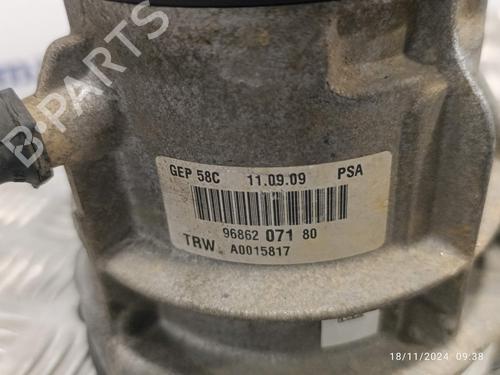 B-PARTS
GEP 58C 11.09.09 PSA
96862 071 80
TRW A0015817
18/11/2024 09:38